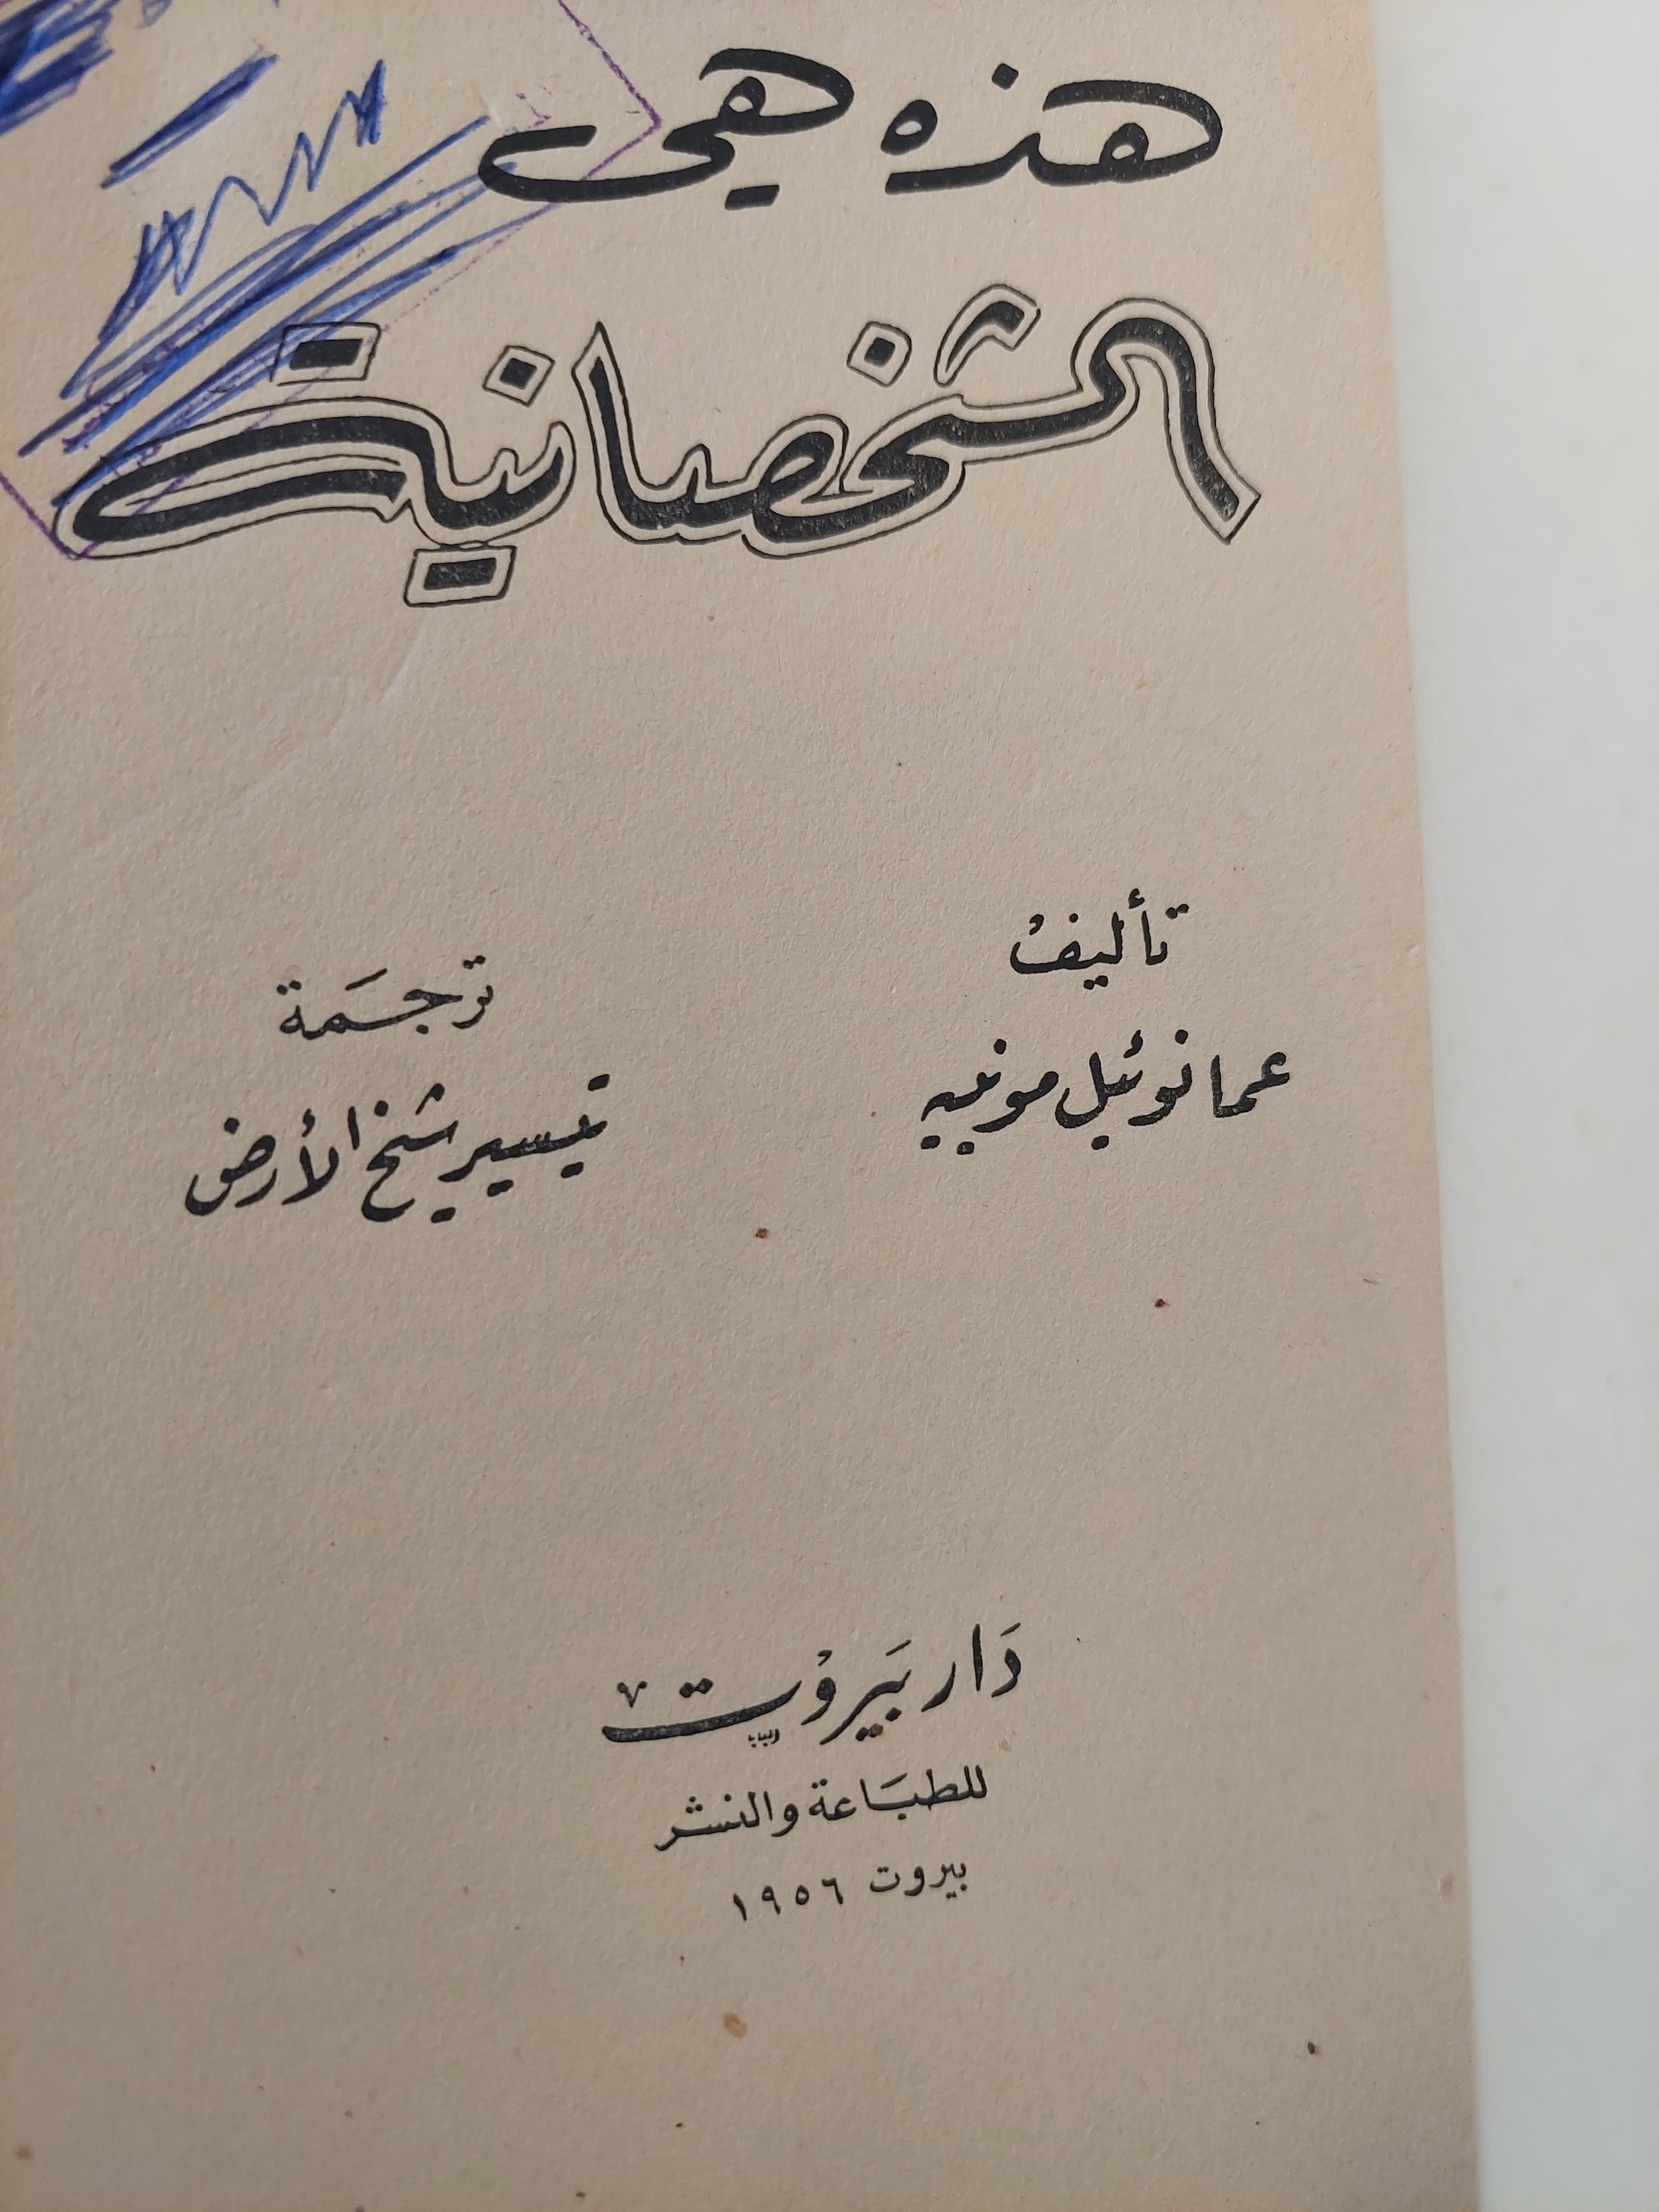 هذه هي
الشخصانية
تأليف
عمانوئيل مونييه
ترجمة
تيسير شيخ الأرض
دار بيروت
للطباعة والنشر
بيروت ١٩٥٦